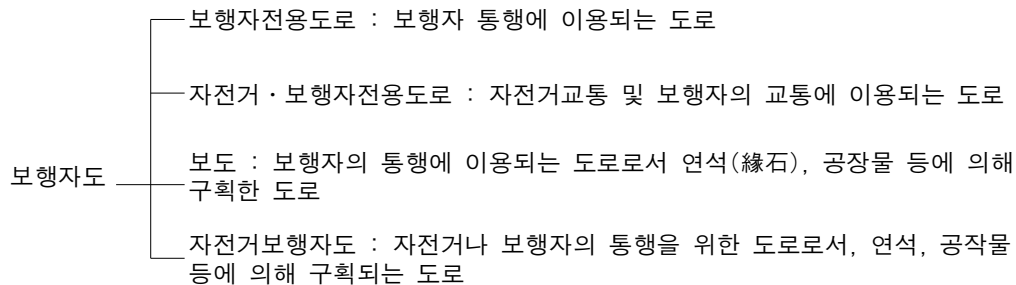 보행자전용도로 : 보행자 통행에 이용되는 도로
자전거·보행자전용도로 : 자전거교통 및 보행자의 교통에 이용되는 도로
보행자도
보도 : 보행자의 통행에 이용되는 도로로서 연석(緣石), 공장물 등에 의해
구획한 도로
자전거보행자도 : 자전거나 보행자의 통행을 위한 도로로서, 연석, 공작물
등에 의해 구획되는 도로